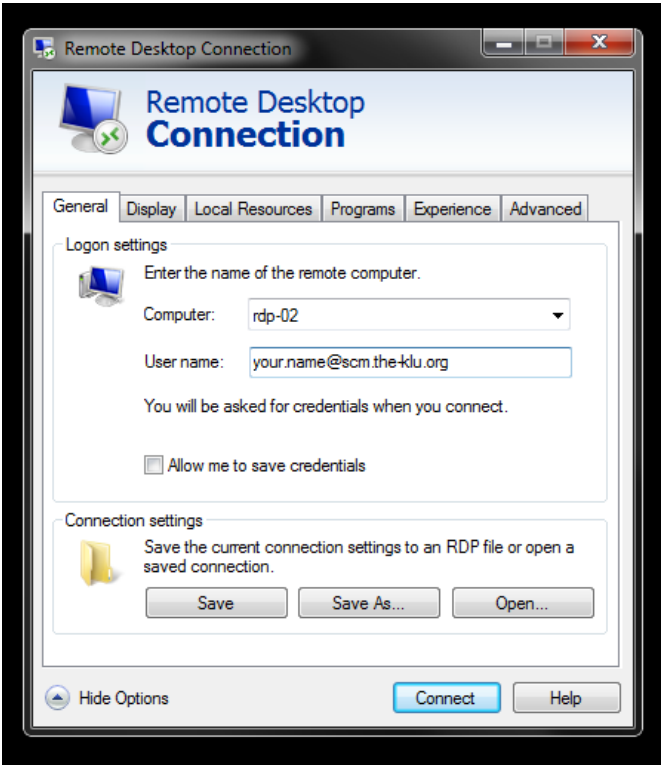 Remote Desktop Connection
Remote Desktop
Connection
General Display Local Resources Programs Experience Advanced
Logon settings
Enter the name of the remote computer.
Computer: rdp-02
User name: your.name@scm.the-klu.org
You will be asked for credentials when you connect.
Allow me to save credentials
Connection settings
Save the current connection settings to an RDP file or open a
saved connection.
Save Save As... Open...
Hide Options Connect Help